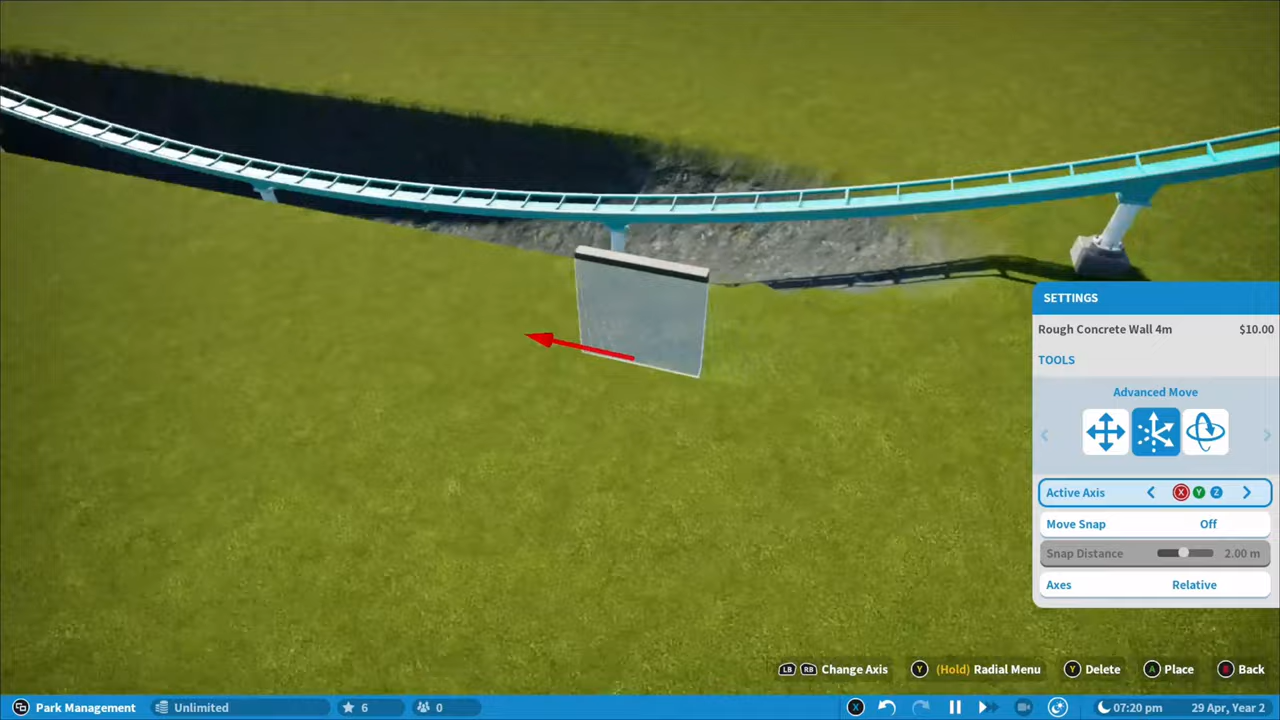 SETTINGS
Rough Concrete Wall 4m $10.00
TOOLS
Advanced Move
Active Axis X Y Z
Move Snap Off
Snap Distance 2.00 m
Axes Relative
LB RB Change Axis Y (Hold) Radial Menu Y Delete A Place B Back
Park Management Unlimited 6 0 X 07:20 pm 29 Apr, Year 2